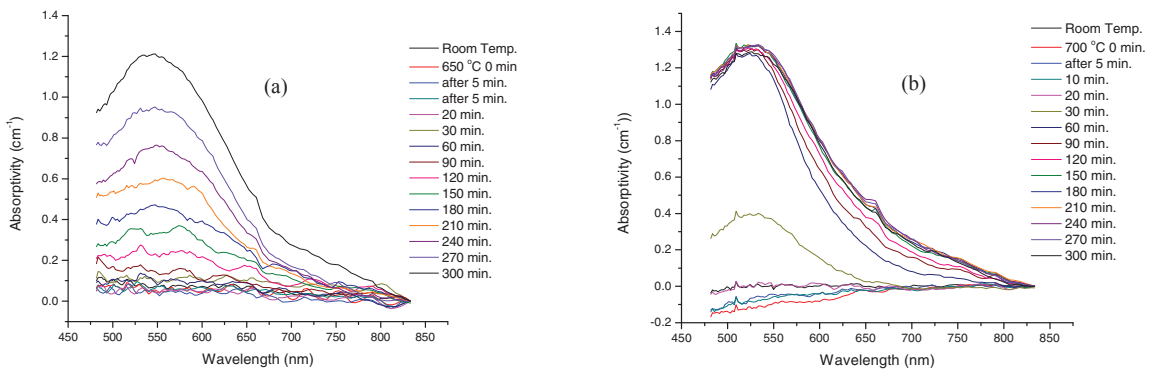 1.4
1.2
1.0
0.8
0.6
0.4
0.2
0.0
Absorptivity (cm⁻¹)
450 500 550 600 650 700 750 800 850
Wavelength (nm)
(a)
Room Temp.
650 °C 0 min
after 5 min.
after 5 min.
20 min.
30 min.
60 min.
90 min.
120 min.
150 min.
180 min.
210 min.
240 min.
270 min.
300 min.
1.4
1.2
1.0
0.8
0.6
0.4
0.2
0.0
-0.2
Absorptivity (cm⁻¹))
450 500 550 600 650 700 750 800 850
Wavelength (nm)
(b)
Room Temp.
700 °C 0 min.
after 5 min.
10 min.
20 min.
30 min.
60 min.
90 min.
120 min.
150 min.
180 min.
210 min.
240 min.
270 min.
300 min.